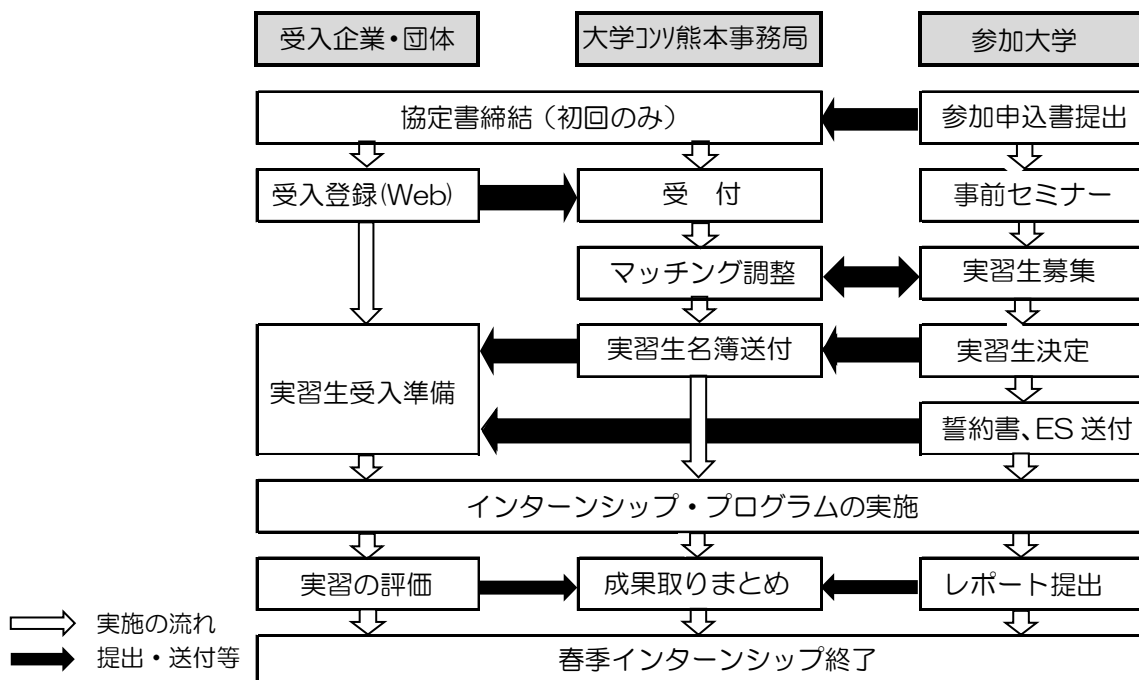 受入企業・団体
大学ｺﾝｿ熊本事務局
参加大学
協定書締結（初回のみ）
参加申込書提出
受入登録(Web)
受　付
事前セミナー
マッチング調整
実習生募集
実習生受入準備
実習生名簿送付
実習生決定
誓約書、ES 送付
インターンシップ・プログラムの実施
実習の評価
成果取りまとめ
レポート提出
実施の流れ
提出・送付等
春季インターンシップ終了